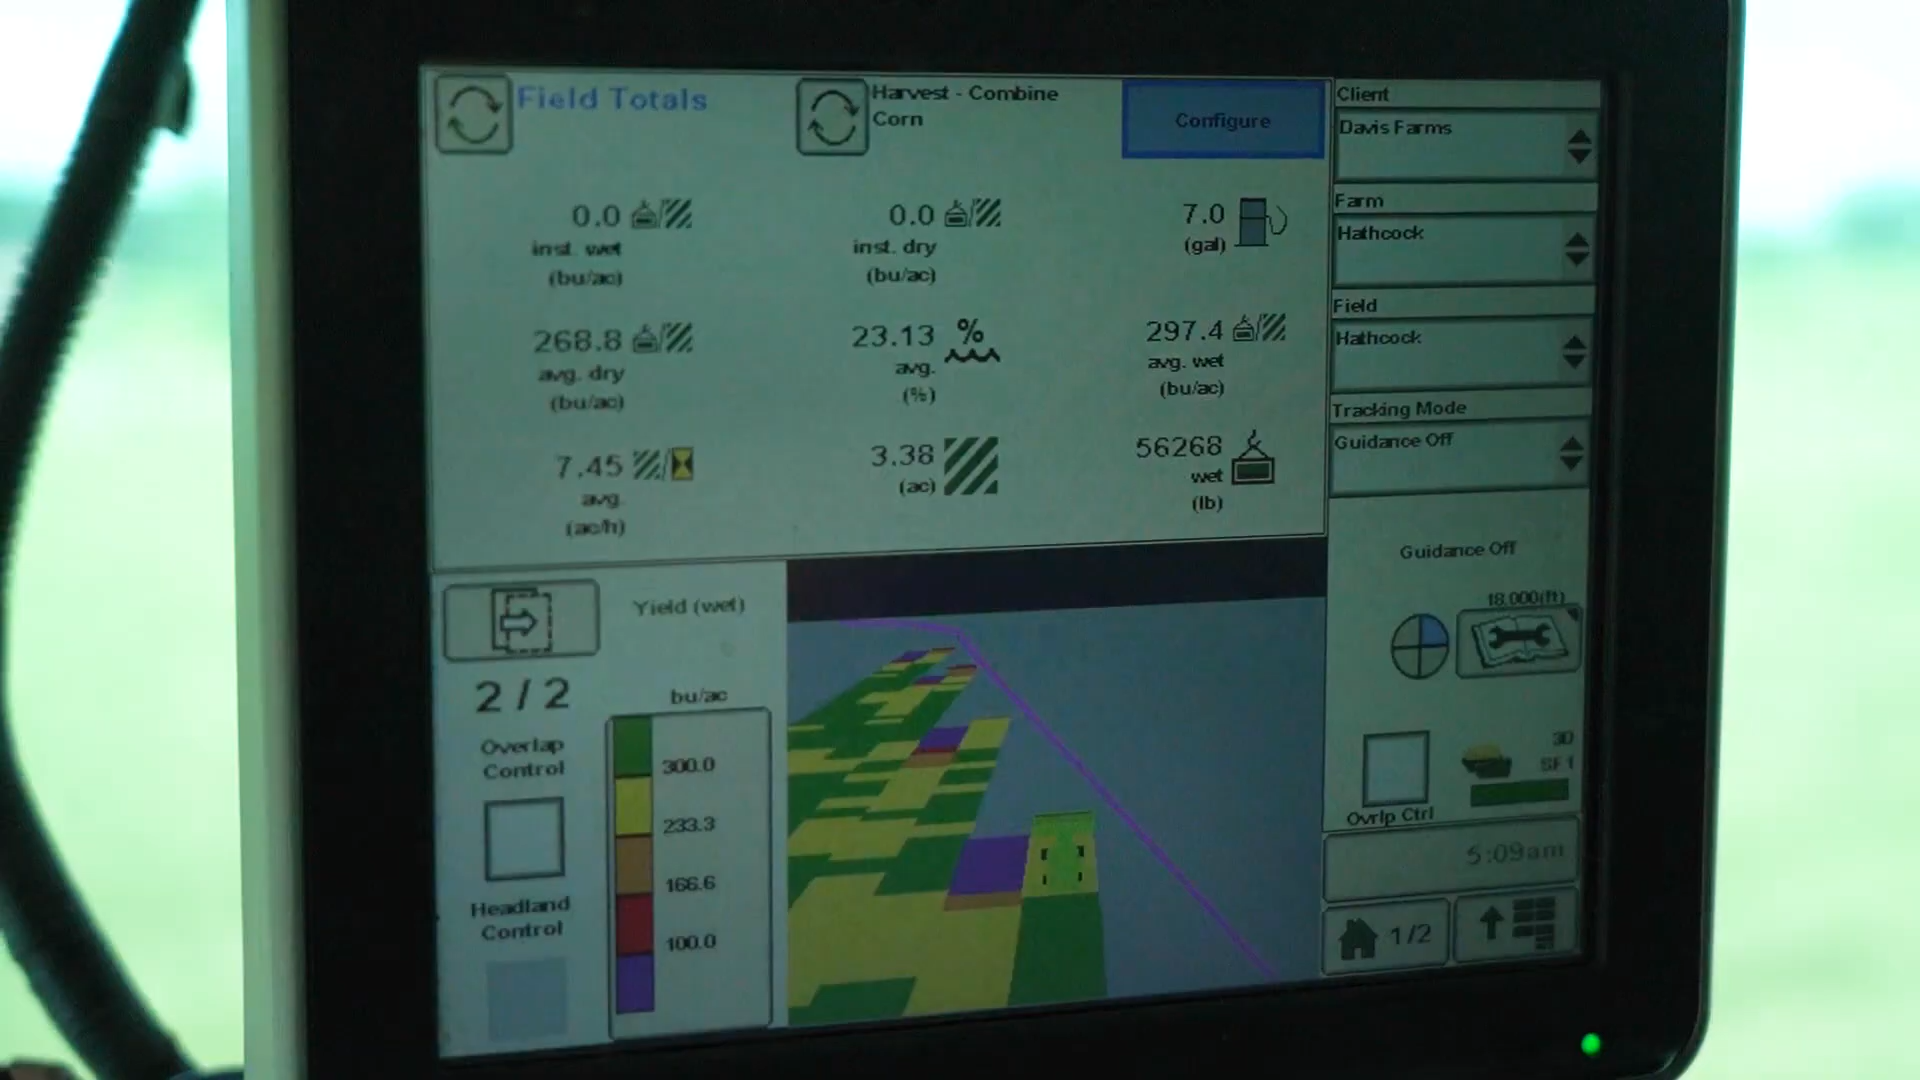 Field Totals
Harvest - Combine
Corn
Configure
0.0
inst. wet
(bu/ac)
0.0
inst. dry
(bu/ac)
7.0
(gal)
268.8
avg. dry
(bu/ac)
23.13 %
avg.
(%)
297.4
avg. wet
(bu/ac)
7.45
avg.
(ac/h)
3.38
(ac)
56268
wet
(lb)
Client
Davis Farms
Farm
Hathcock
Field
Hathcock
Tracking Mode
Guidance Off
Guidance Off
18.000(ft)
30
SF1
Ovrlp Ctrl
5:09am
1/2
Yield (wet)
2 / 2
bu/ac
Overlap
Control
300.0
233.3
166.6
100.0
Headland
Control